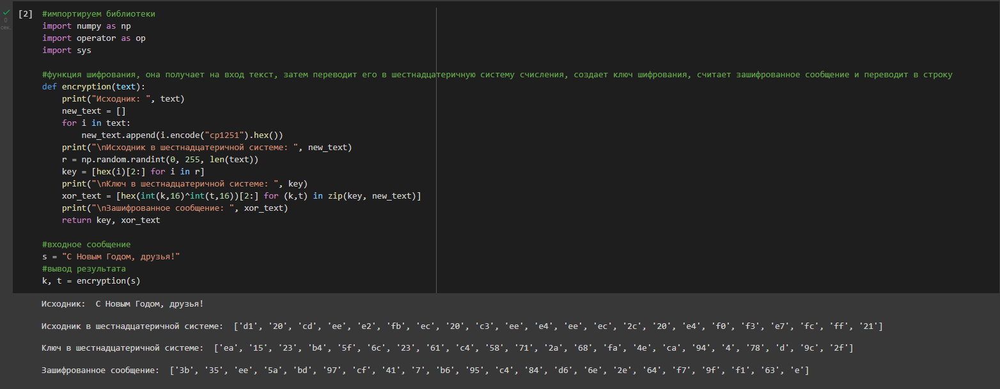 [2] #импортируем библиотеки
0
сек.
import numpy as np
import operator as op
import sys
#функция шифрования, она получает на вход текст, затем переводит его в шестнадцатеричную систему счисления, создает ключ шифрования, считает зашифрованное сообщение и переводит в строку
def encryption(text):
    print("Исходник: ", text)
    new_text = []
    for i in text:
        new_text.append(i.encode("cp1251").hex())
    print("\nИсходник в шестнадцатеричной системе: ", new_text)
    r = np.random.randint(0, 255, len(text))
    key = [hex(i)[2:] for i in r]
    print("\nКлюч в шестнадцатеричной системе: ", key)
    xor_text = [hex(int(k,16)^int(t,16))[2:] for (k,t) in zip(key, new_text)]
    print("\nЗашифрованное сообщение: ", xor_text)
    return key, xor_text
#входное сообщение
s = "С Новым Годом, друзья!"
#вывод результата
k, t = encryption(s)
Исходник:  С Новым Годом, друзья!
Исходник в шестнадцатеричной системе:  ['d1', '20', 'cd', 'ee', 'e2', 'fb', 'ec', '20', 'c3', 'ee', 'e4', 'ee', 'ec', '2c', '20', 'e4', 'f0', 'f3', 'e7', 'fc', 'ff', '21']
Ключ в шестнадцатеричной системе:  ['ea', '15', '23', 'b4', '5f', '6c', '23', '61', 'c4', '58', '71', '2a', '68', 'fa', '4e', 'ca', '94', '4', '78', 'd', '9c', '2f']
Зашифрованное сообщение:  ['3b', '35', 'ee', '5a', 'bd', '97', 'cf', '41', '7', 'b6', '95', 'c4', '84', 'd6', '6e', '2e', '64', 'f7', '9f', 'f1', '63', 'e']